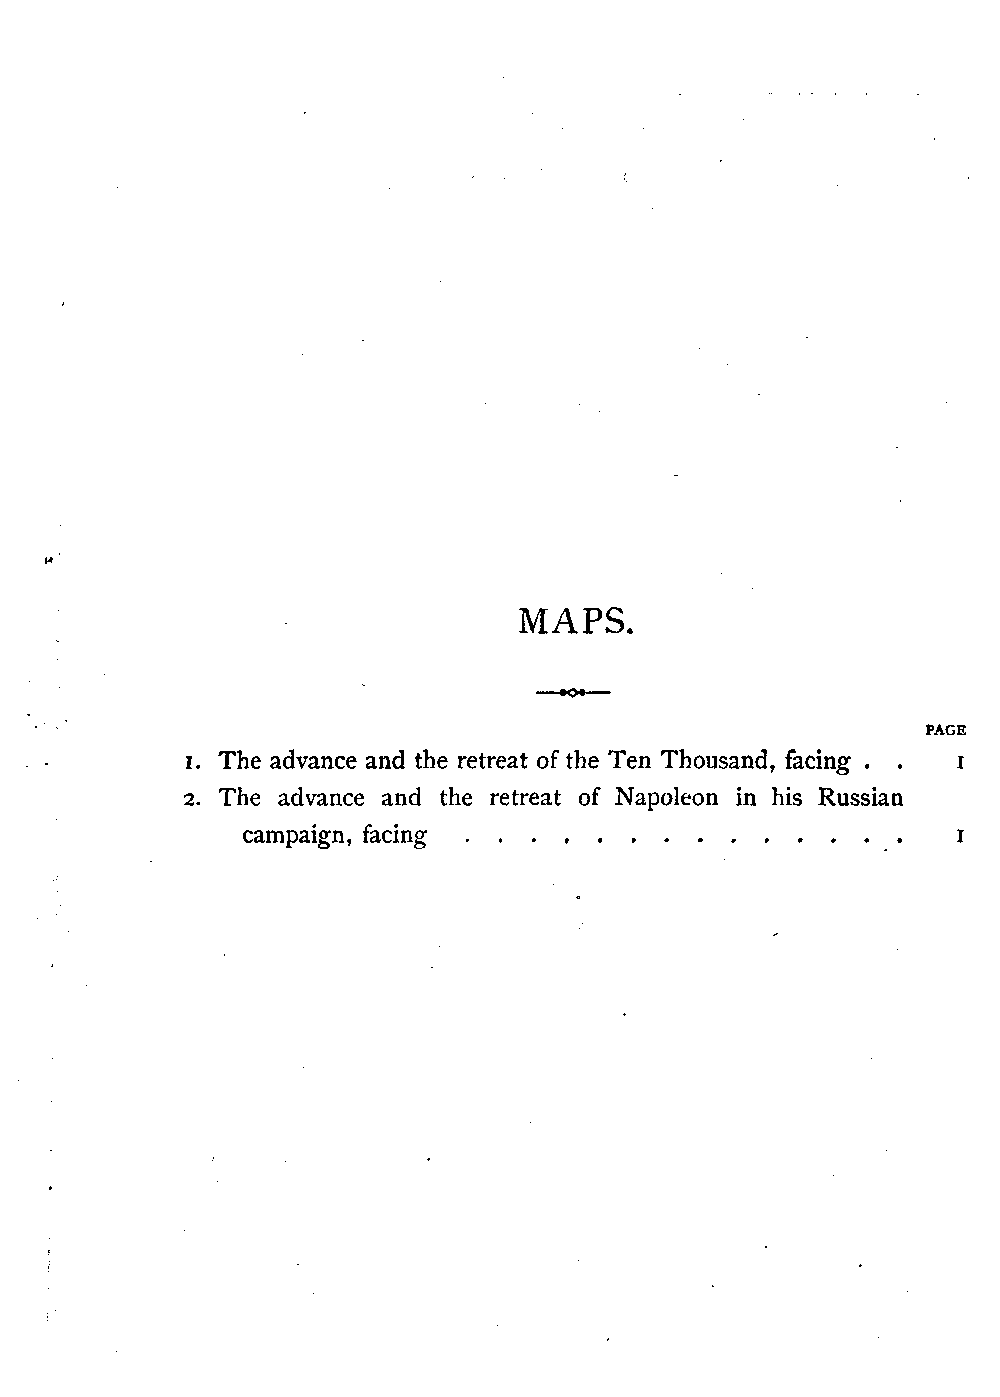 MAPS.
PAGE
1. The advance and the retreat of the Ten Thousand, facing . . 1
2. The advance and the retreat of Napoleon in his Russian
campaign, facing . . . . . . . . . . . . . . 1